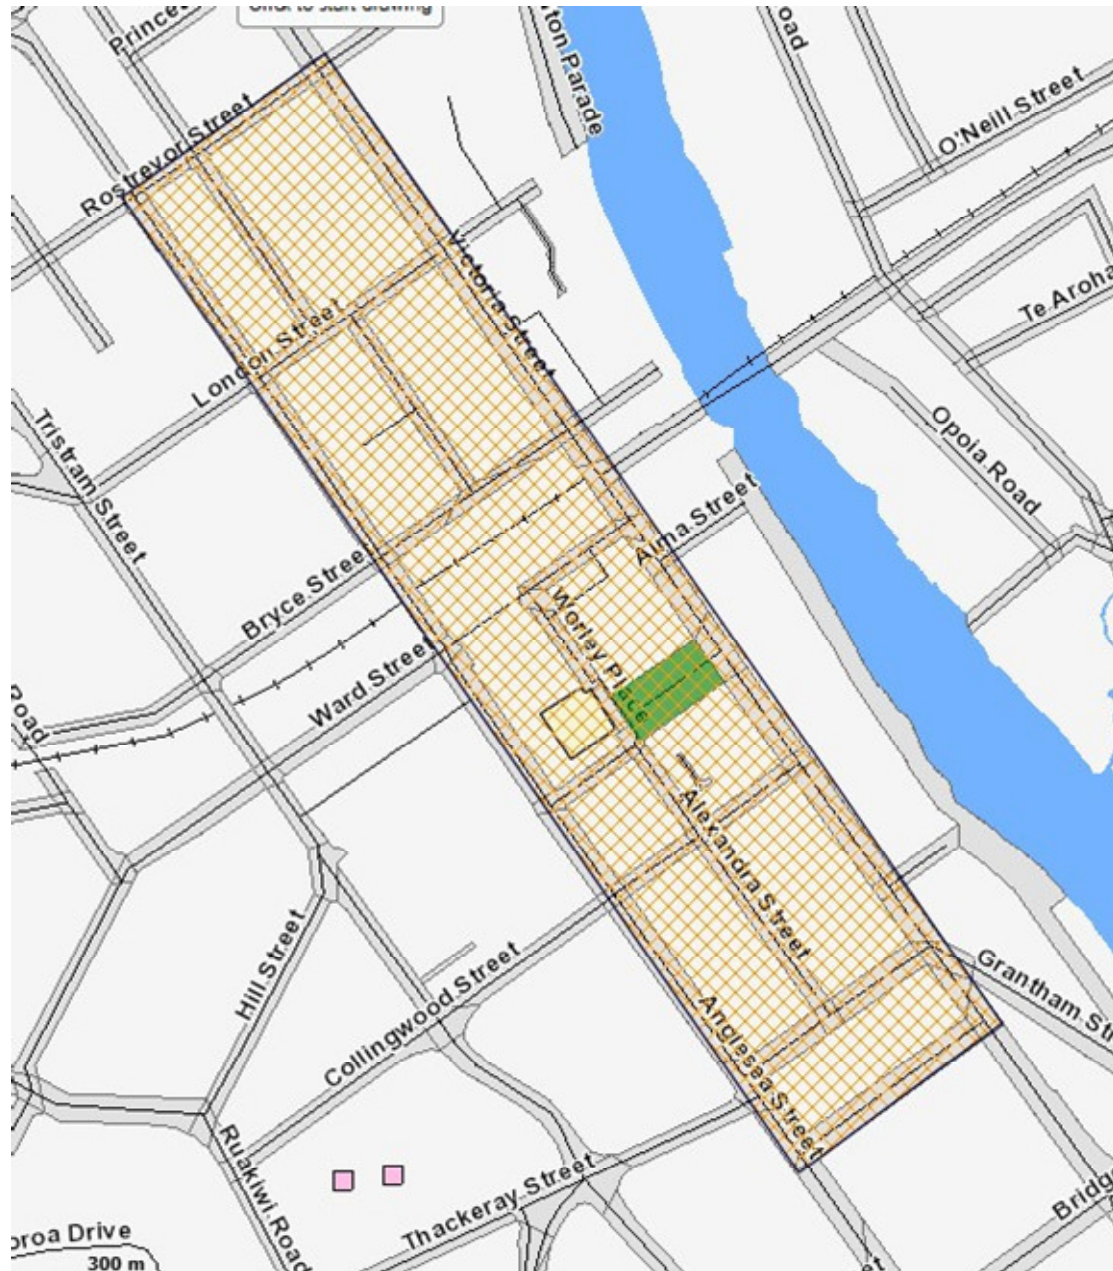 Click to start drawing
Princes
ton Parade
oad
O'Neill Street
Rostrevor Street
Te Aroha
Victoria Street
London Street
Tristram Street
Opoia Road
Alma Street
Bryce Street
Worley Place
Ward Street
Road
Alexandra Street
Hill Street
Collingwood Street
Grantham St
Anglesea Street
Ruakiwi Road
Thackeray Street
Bridg
oroa Drive
300 m
et